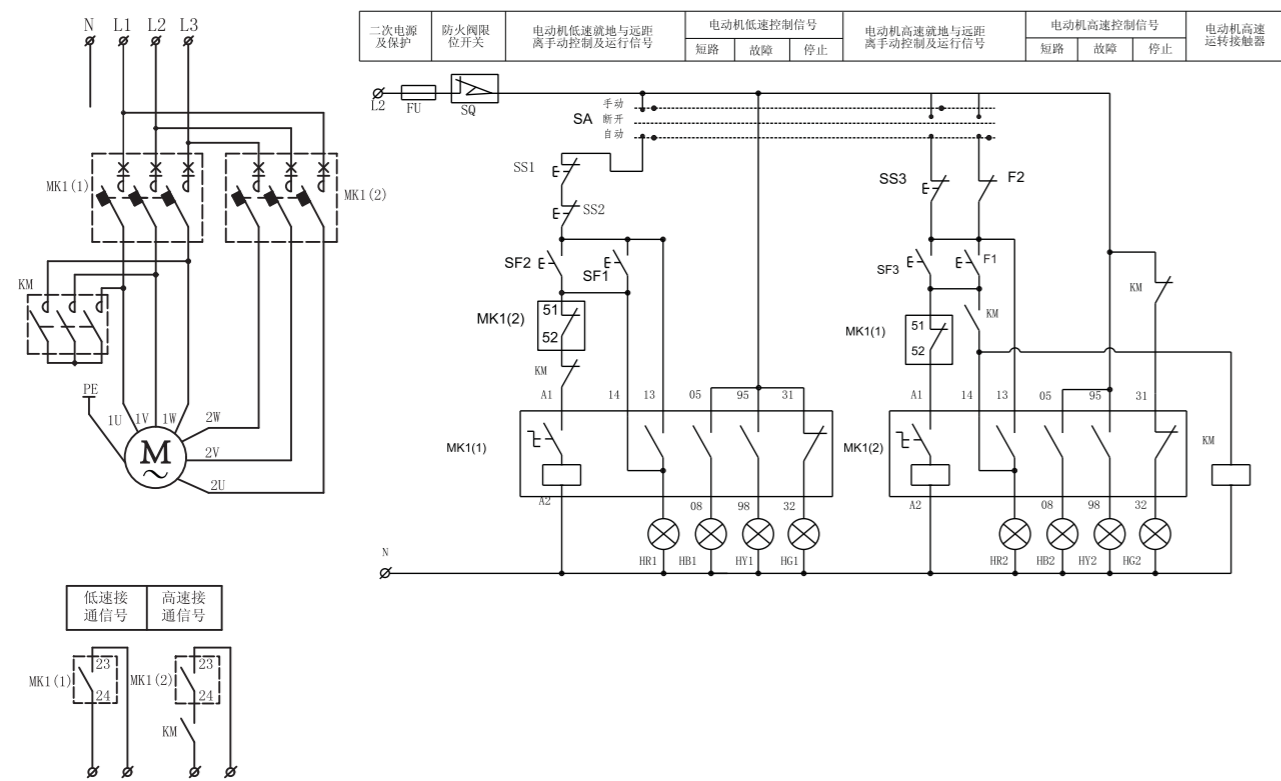 N L1 L2 L3
MK1(1)
MK1(2)
KM
PE
1U 1V 1W 2W
2V
2U
M
低速接
通信号
高速接
通信号
MK1(1)
23
24
MK1(2)
23
24
KM
二次电源
及保护
防火阀限
位开关
电动机低速就地与远距
离手动控制及运行信号
电动机低速控制信号
短路 故障 停止
电动机高速就地与远距
离手动控制及运行信号
电动机高速控制信号
短路 故障 停止
电动机高速
运转接触器
L2 FU SQ
SA
手动
断开
自动
SS1
SS2
SF2 SF1
MK1(2)
51
52
KM
A1 14 13 05 95 31
MK1(1)
A2 08 98 32
HR1 HB1 HY1 HG1
SS3 F2
SF3 F1
KM
KM
MK1(1)
51
52
A1 14 13 05 95 31
MK1(2)
KM
A2 08 98 32
HR2 HB2 HY2 HG2
N